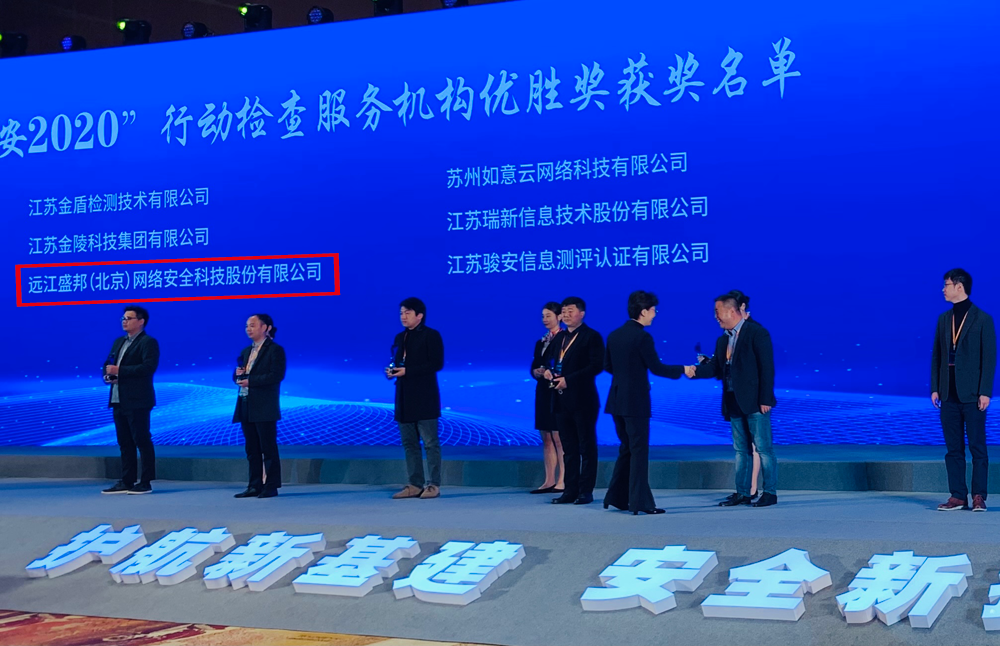 安2020”行动检查服务机构优胜奖获奖名单
江苏金盾检测技术有限公司
江苏金陵科技集团有限公司
远江盛邦(北京)网络安全科技股份有限公司
苏州如意云网络科技有限公司
江苏瑞新信息技术股份有限公司
江苏骏安信息测评认证有限公司
护航新基建 安全新